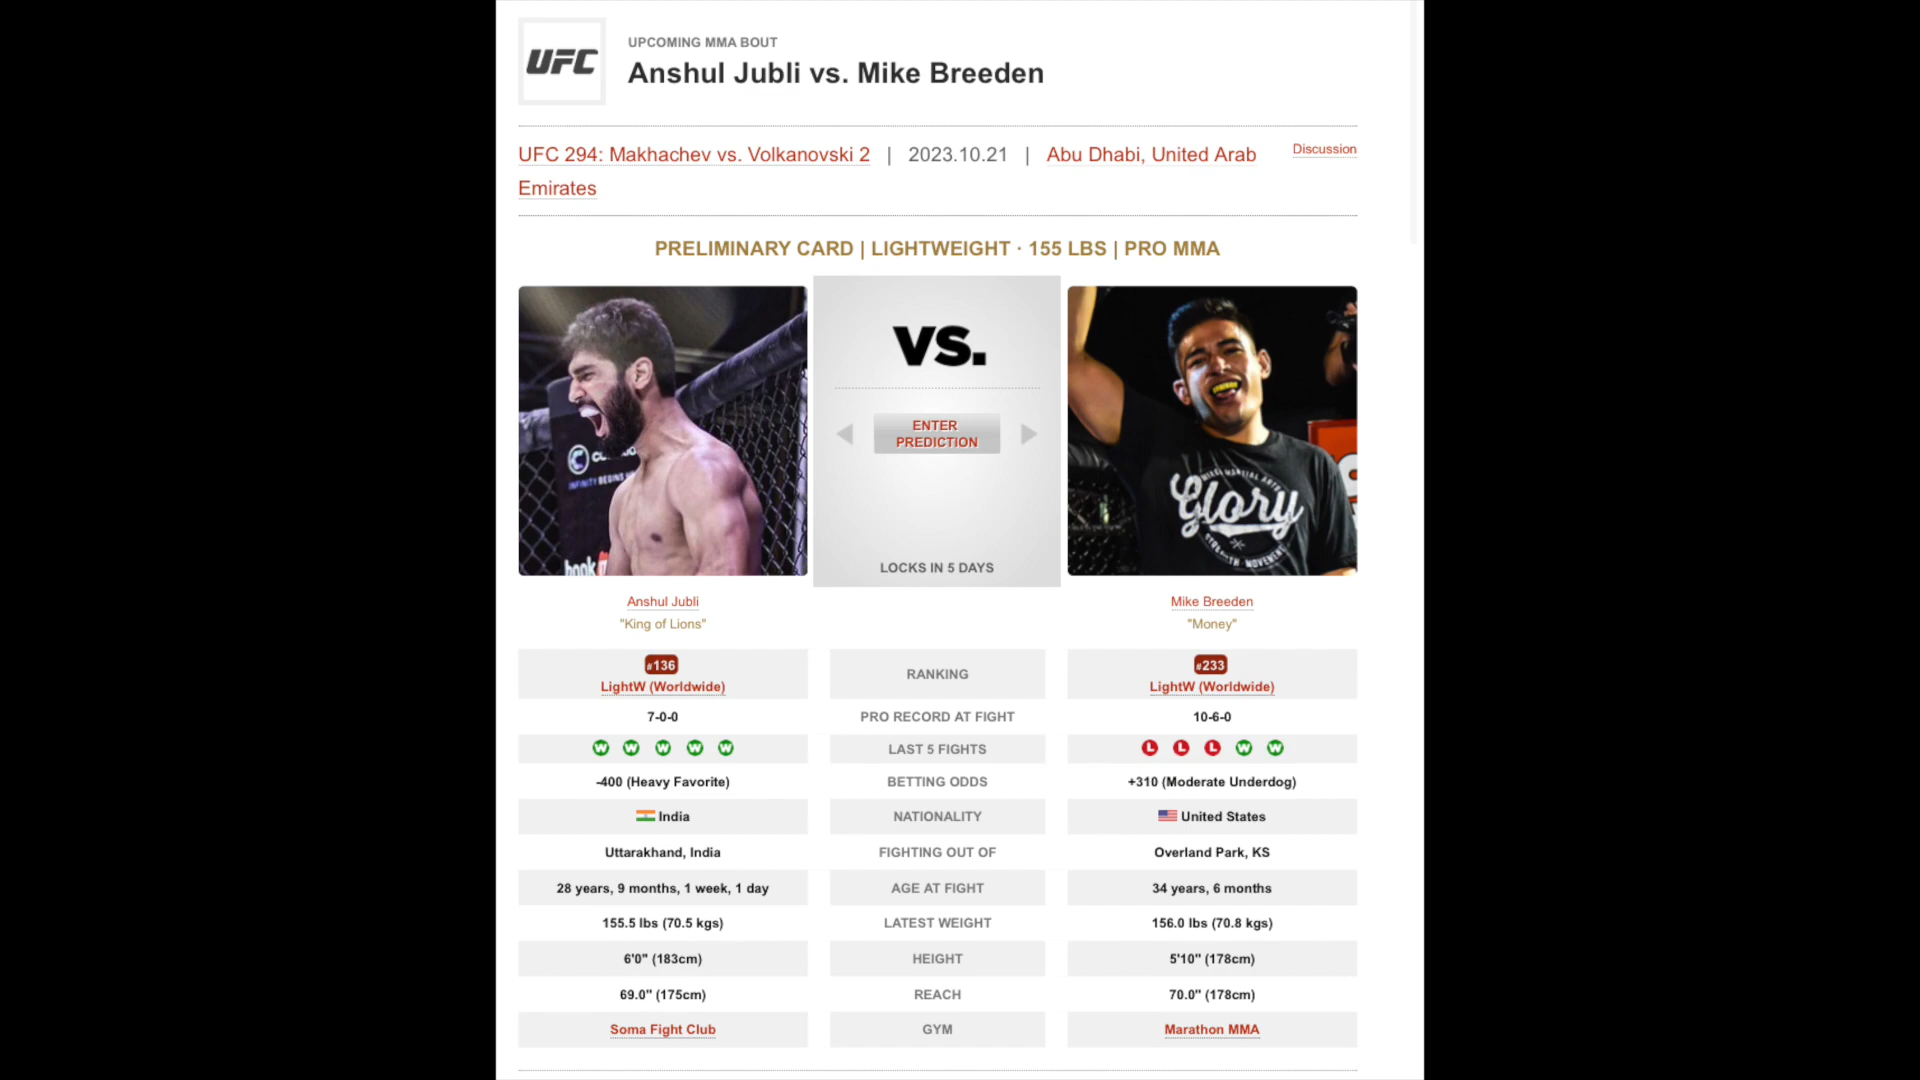 UFC
UPCOMING MMA BOUT
Anshul Jubli vs. Mike Breeden
UFC 294: Makhachev vs. Volkanovski 2 | 2023.10.21 | Abu Dhabi, United Arab
Emirates
Discussion
PRELIMINARY CARD | LIGHTWEIGHT · 155 LBS | PRO MMA
VS.
ENTER
PREDICTION
LOCKS IN 5 DAYS
INFINITY BEGINS
Glory
STRENGTH MOVEMENT
Anshul Jubli
"King of Lions"
Mike Breeden
"Money"
#136
LightW (Worldwide)
RANKING
#233
LightW (Worldwide)
7-0-0 PRO RECORD AT FIGHT 10-6-0
W W W W W LAST 5 FIGHTS L L L W W
-400 (Heavy Favorite) BETTING ODDS +310 (Moderate Underdog)
India NATIONALITY United States
Uttarakhand, India FIGHTING OUT OF Overland Park, KS
28 years, 9 months, 1 week, 1 day AGE AT FIGHT 34 years, 6 months
155.5 lbs (70.5 kgs) LATEST WEIGHT 156.0 lbs (70.8 kgs)
6'0" (183cm) HEIGHT 5'10" (178cm)
69.0" (175cm) REACH 70.0" (178cm)
Soma Fight Club GYM Marathon MMA